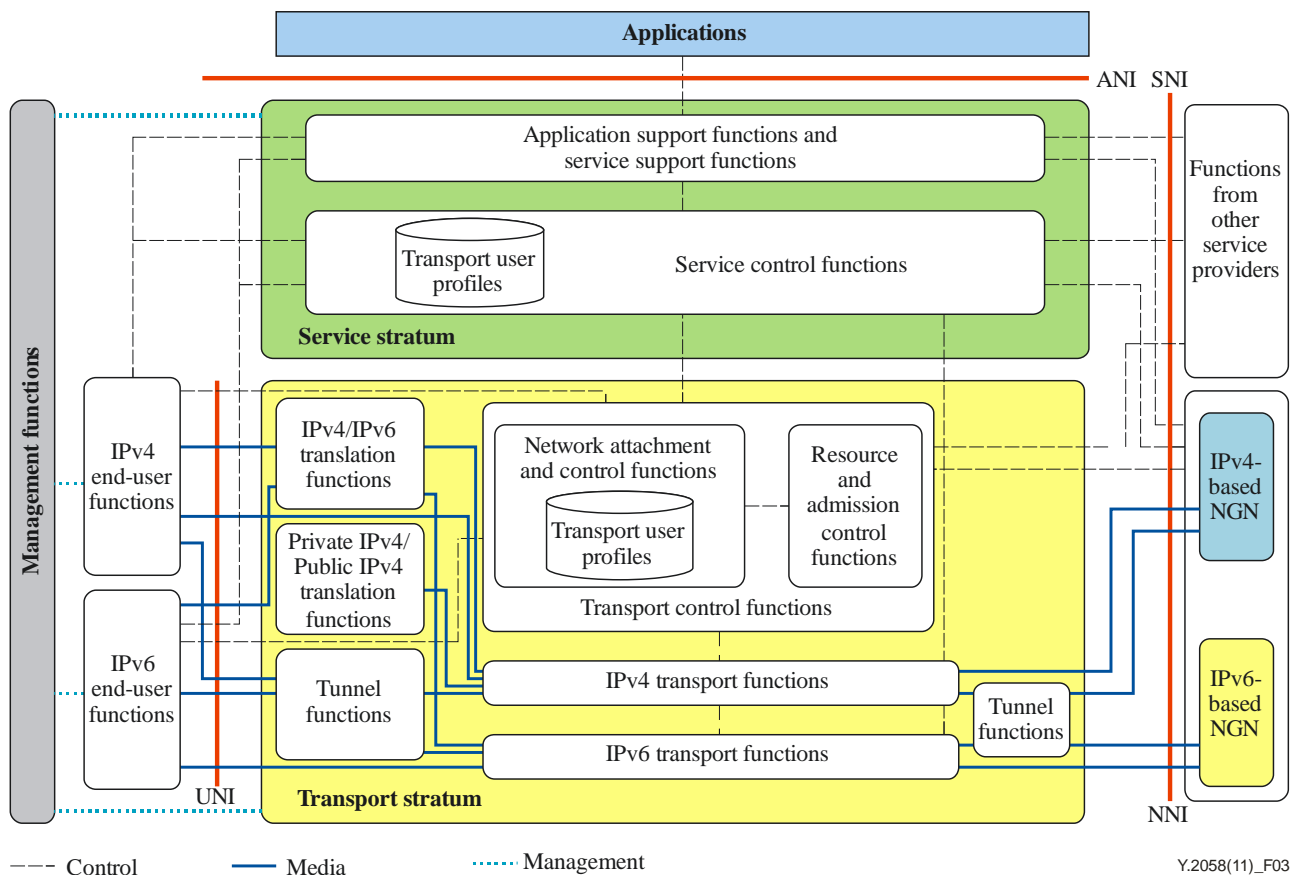 Applications
ANI
SNI
Management functions
Application support functions and
service support functions
Functions
from
other
service
providers
Transport user
profiles
Service control functions
Service stratum
IPv4
end-user
functions
IPv4/IPv6
translation
functions
Network attachment
and control functions
Transport user
profiles
Resource
and
admission
control
functions
Transport control functions
IPv4-
based
NGN
Private IPv4/
Public IPv4
translation
functions
IPv6
end-user
functions
Tunnel
functions
IPv4 transport functions
IPv6 transport functions
Tunnel
functions
IPv6-
based
NGN
UNI
Transport stratum
NNI
Control
Media
Management
Y.2058(11)_F03